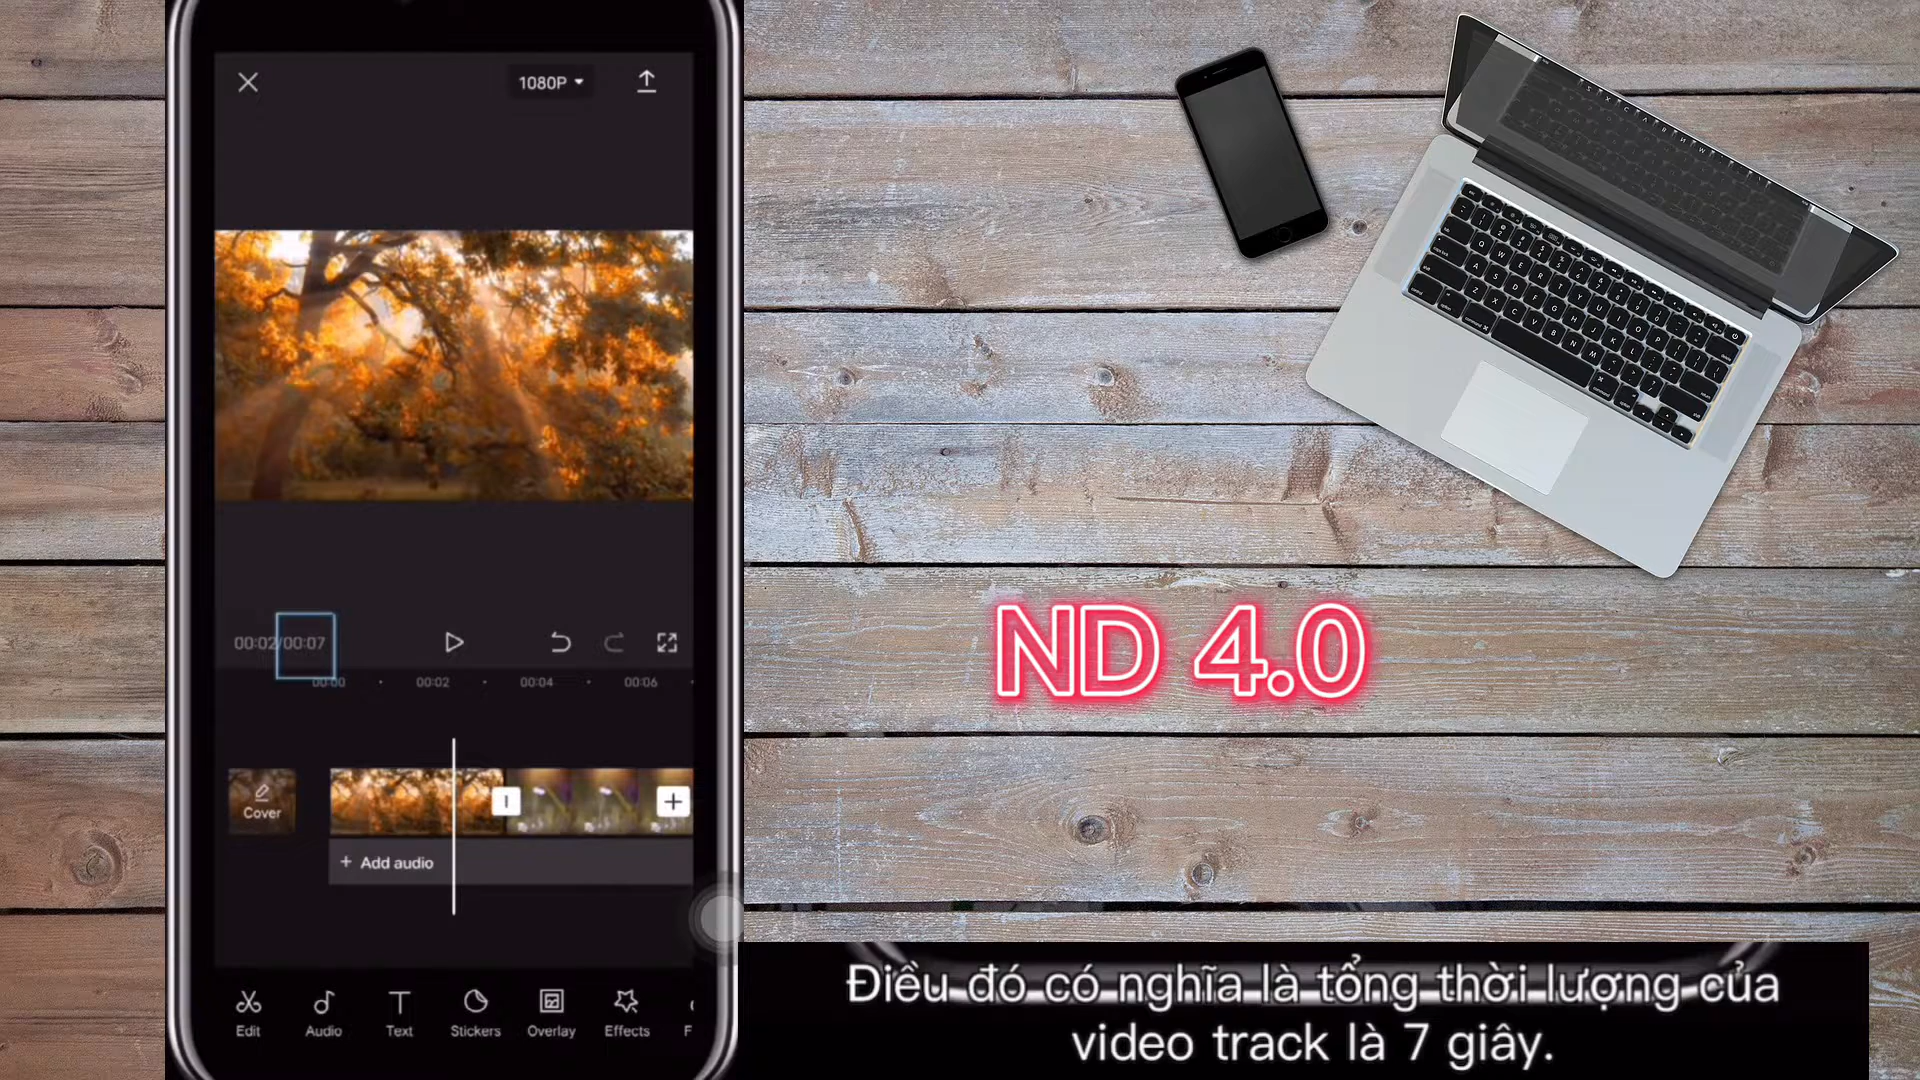 1080P
00:02/00:07
00:00 00:02 00:04 00:06
Cover
+ Add audio
Edit Audio Text Stickers Overlay Effects F
ND 4.0
Điều đó có nghĩa là tổng thời lượng của
video track là 7 giây.